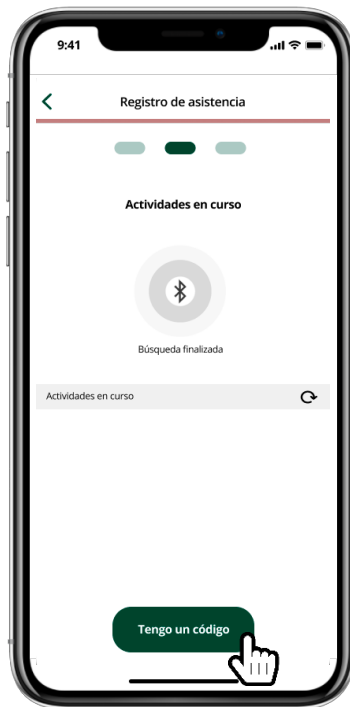 9:41
Registro de asistencia
Actividades en curso
Búsqueda finalizada
Actividades en curso
Tengo un código